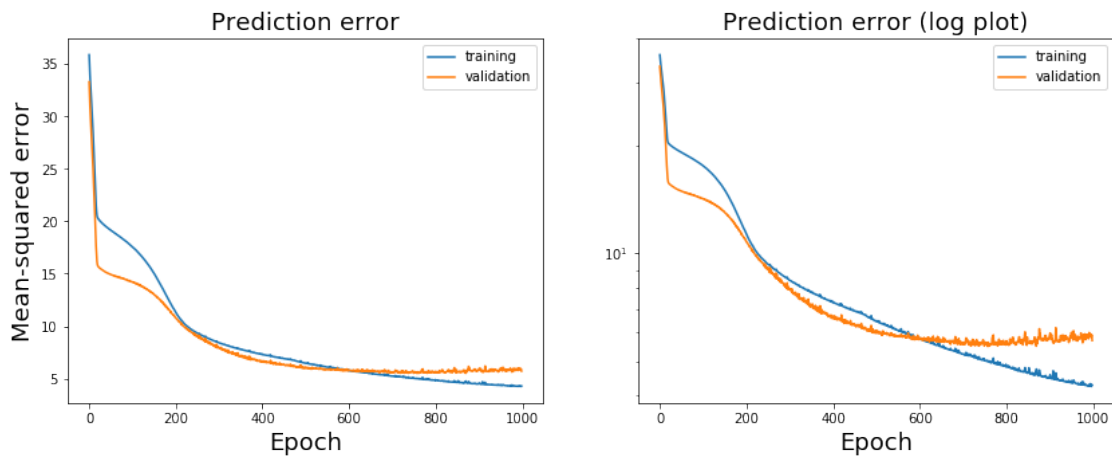 Prediction error
35
30
25
20
15
10
5
Mean-squared error
training
validation
0
200
400
600
800
1000
Epoch
Prediction error (log plot)
10¹
training
validation
0
200
400
600
800
1000
Epoch